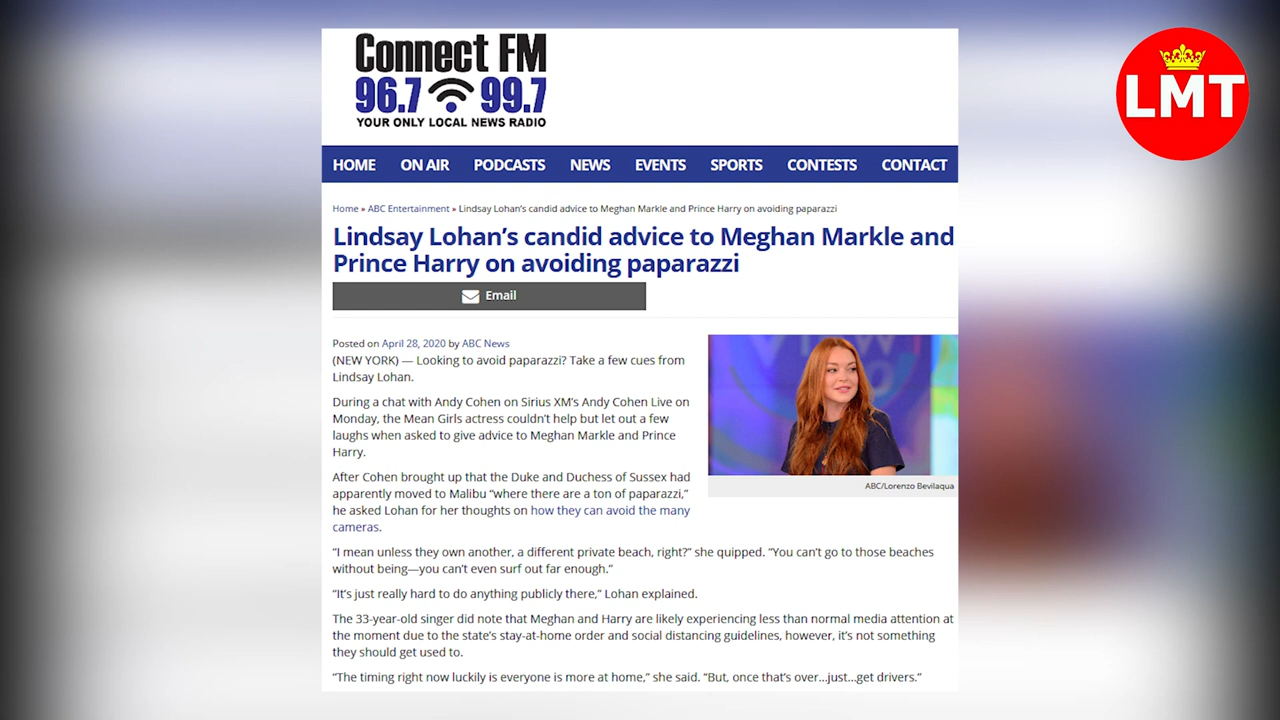 Connect FM
96.7 99.7
YOUR ONLY LOCAL NEWS RADIO
LMT
HOME ON AIR PODCASTS NEWS EVENTS SPORTS CONTESTS CONTACT
Home » ABC Entertainment » Lindsay Lohan’s candid advice to Meghan Markle and Prince Harry on avoiding paparazzi
Lindsay Lohan’s candid advice to Meghan Markle and
Prince Harry on avoiding paparazzi
Email
Posted on April 28, 2020 by ABC News
(NEW YORK) — Looking to avoid paparazzi? Take a few cues from
Lindsay Lohan.
During a chat with Andy Cohen on Sirius XM’s Andy Cohen Live on
Monday, the Mean Girls actress couldn’t help but let out a few
laughs when asked to give advice to Meghan Markle and Prince
Harry.
ABC/Lorenzo Bevilaqua
After Cohen brought up that the Duke and Duchess of Sussex had
apparently moved to Malibu “where there are a ton of paparazzi,”
he asked Lohan for her thoughts on how they can avoid the many
cameras.
“I mean unless they own another, a different private beach, right?” she quipped. “You can’t go to those beaches
without being—you can’t even surf out far enough.”
“It’s just really hard to do anything publicly there,” Lohan explained.
The 33-year-old singer did note that Meghan and Harry are likely experiencing less than normal media attention at
the moment due to the state’s stay-at-home order and social distancing guidelines, however, it’s not something
they should get used to.
“The timing right now luckily is everyone is more at home,” she said. “But, once that’s over…just…get drivers.”